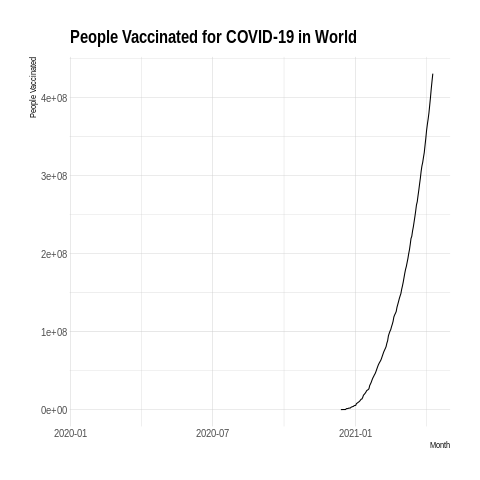 People Vaccinated for COVID-19 in World
People Vaccinated
4e+08
3e+08
2e+08
1e+08
0e+00
2020-01 2020-07 2021-01
Month